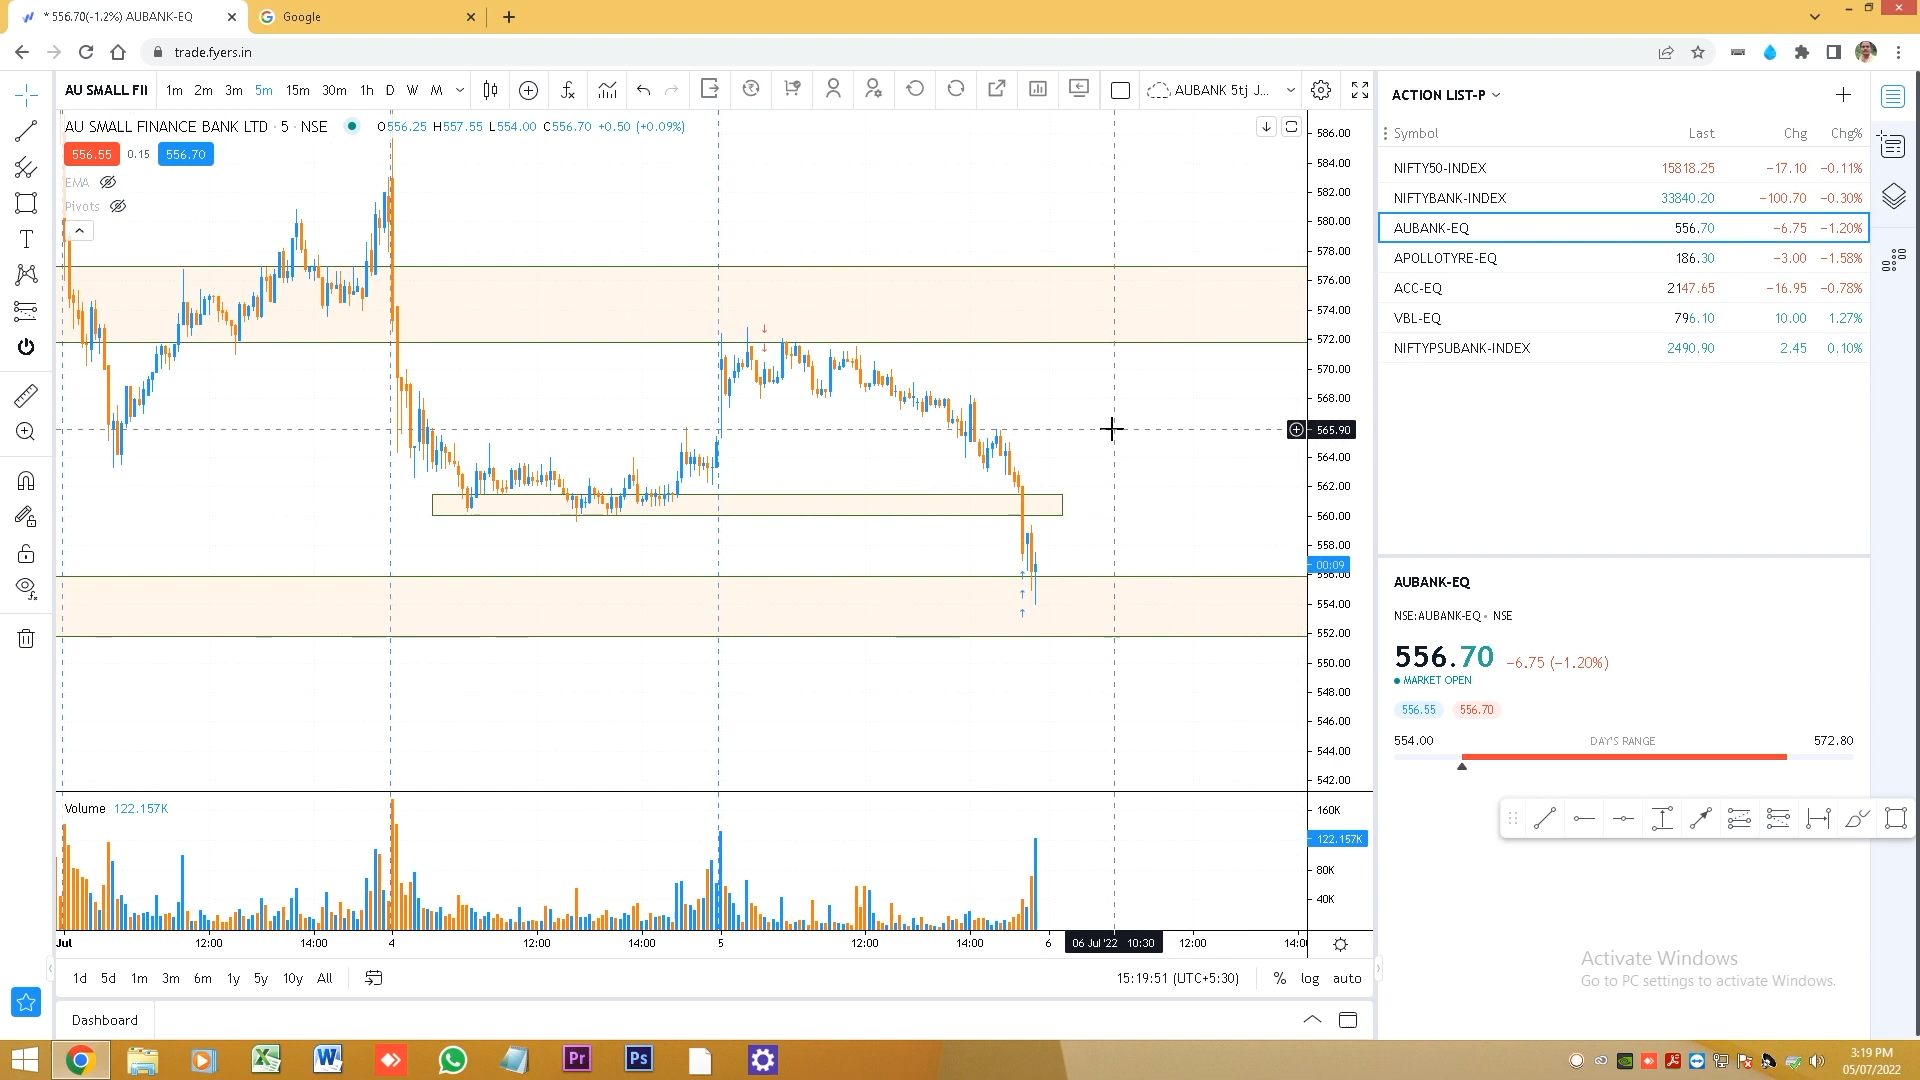 * 556.70(-1.2%) AUBANK-EQ
Google
trade.fyers.in
AU SMALL FII
1m 2m 3m 5m 15m 30m 1h D W M
AUBANK 5tj J...
AU SMALL FINANCE BANK LTD · 5 · NSE
O556.25 H557.55 L554.00 C556.70 +0.50 (+0.09%)
556.55 0.15 556.70
EMA
Pivots
586.00
584.00
582.00
580.00
578.00
576.00
574.00
572.00
570.00
568.00
565.90
564.00
562.00
560.00
558.00
00:09
556.00
554.00
552.00
550.00
548.00
546.00
544.00
542.00
Volume 122.157K
160K
122.157K
80K
40K
Jul 12:00 14:00 4 12:00 14:00 5 12:00 14:00 6 06 Jul '22 10:30 12:00 14:00
1d 5d 1m 3m 6m 1y 5y 10y All
15:19:51 (UTC+5:30) % log auto
Dashboard
ACTION LIST-P
Symbol Last Chg Chg%
NIFTY50-INDEX 15818.25 −17.10 −0.11%
NIFTYBANK-INDEX 33840.20 −100.70 −0.30%
AUBANK-EQ 556.70 −6.75 −1.20%
APOLLOTYRE-EQ 186.30 −3.00 −1.58%
ACC-EQ 2147.65 −16.95 −0.78%
VBL-EQ 796.10 10.00 1.27%
NIFTYPSUBANK-INDEX 2490.90 2.45 0.10%
AUBANK-EQ
NSE:AUBANK-EQ • NSE
556.70 −6.75 (−1.20%)
MARKET OPEN
556.55 556.70
554.00 DAY'S RANGE 572.80
Activate Windows
Go to PC settings to activate Windows.
Pr
Ps
3:19 PM
05/07/2022